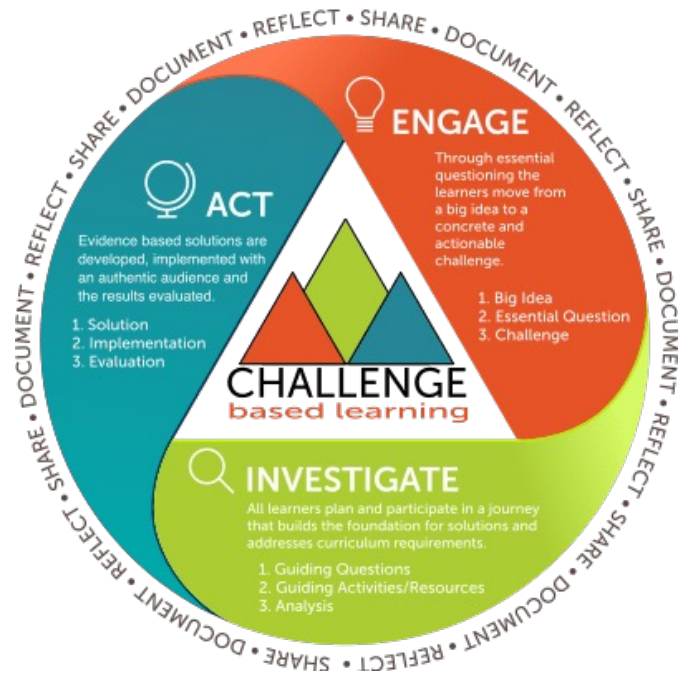 REFLECT • SHARE • DOCUMENT • REFLECT • SHARE • DOCUMENT • REFLECT • SHARE • DOCUMENT • REFLECT • SHARE • DOCUMENT • REFLECT • SHARE • DOCUMENT • REFLECT • SHARE • DOCUMENT •
ENGAGE
Through essential
questioning the
learners move from
a big idea to a
concrete and
actionable
challenge.
1. Big Idea
2. Essential Question
3. Challenge
ACT
Evidence based solutions are
developed, implemented with
an authentic audience and
the results evaluated.
1. Solution
2. Implementation
3. Evaluation
CHALLENGE
based learning
INVESTIGATE
All learners plan and participate in a journey
that builds the foundation for solutions and
addresses curriculum requirements.
1. Guiding Questions
2. Guiding Activities/Resources
3. Analysis